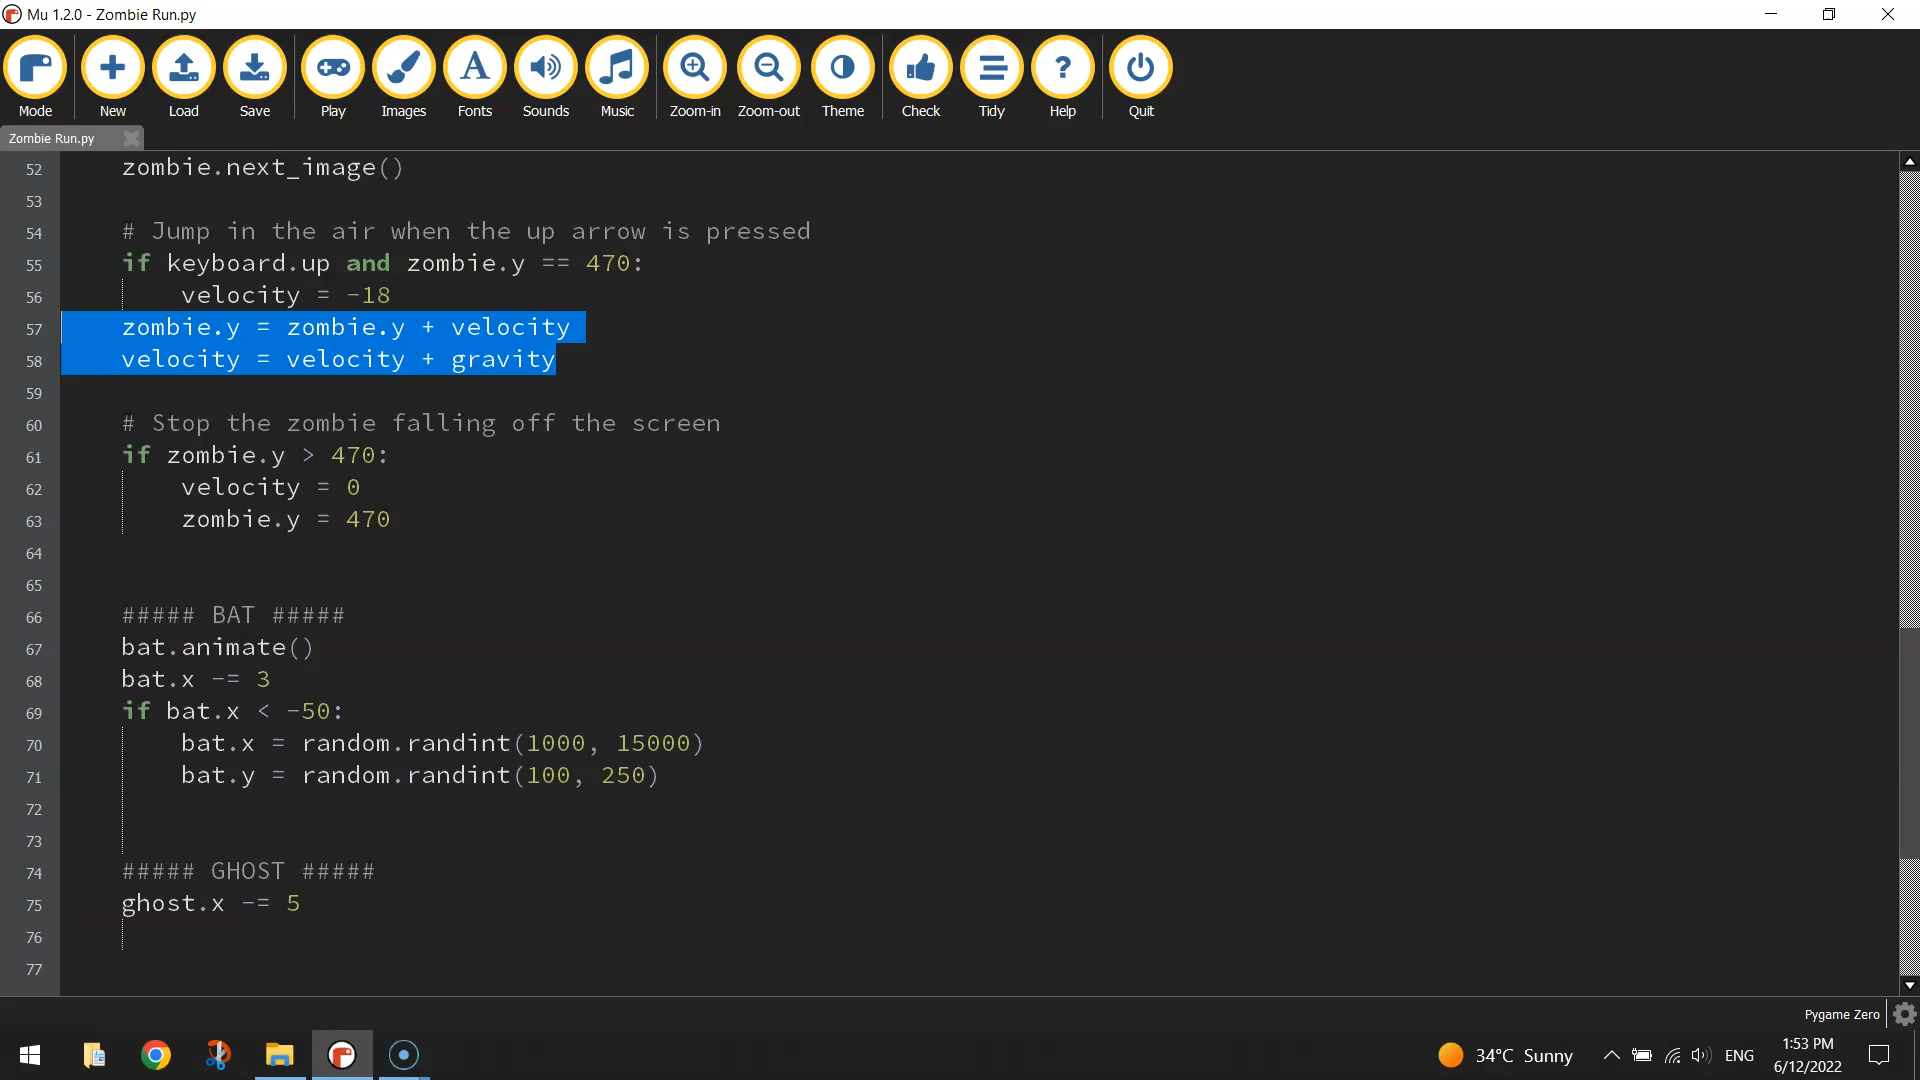 Mu 1.2.0 - Zombie Run.py
Mode New Load Save Play Images Fonts Sounds Music Zoom-in Zoom-out Theme Check Tidy Help Quit
Zombie Run.py
52 zombie.next_image()
53
54 # Jump in the air when the up arrow is pressed
55 if keyboard.up and zombie.y == 470:
56 velocity = -18
57 zombie.y = zombie.y + velocity
58 velocity = velocity + gravity
59
60 # Stop the zombie falling off the screen
61 if zombie.y > 470:
62 velocity = 0
63 zombie.y = 470
64
65
66 ##### BAT #####
67 bat.animate()
68 bat.x -= 3
69 if bat.x < -50:
70 bat.x = random.randint(1000, 15000)
71 bat.y = random.randint(100, 250)
72
73
74 ##### GHOST #####
75 ghost.x -= 5
76
77
Pygame Zero
34°C Sunny ENG
1:53 PM
6/12/2022